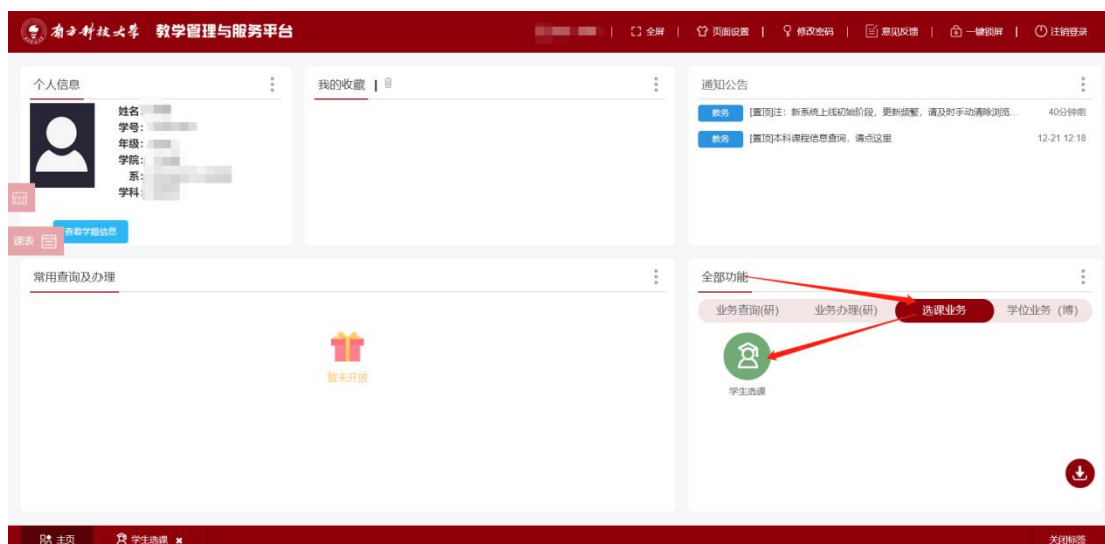 南方科技大学 教学管理与服务平台
全屏 | 页面设置 | 修改密码 | 意见反馈 | 一键锁屏 | 注销登录
个人信息
姓名:
学号:
年级:
学院:
系:
学科:
查看学籍信息
课表
我的收藏 |
通知公告
教务 [置顶]注：新系统上线初始阶段，更新频繁，请及时手动清除浏览... 40分钟前
教务 [置顶]本科课程信息查询，请点这里 12-21 12:18
常用查询及办理
暂未开放
全部功能
业务查询(研) 业务办理(研) 选课业务 学位业务 (博)
学生选课
主页 学生选课 × 关闭标签